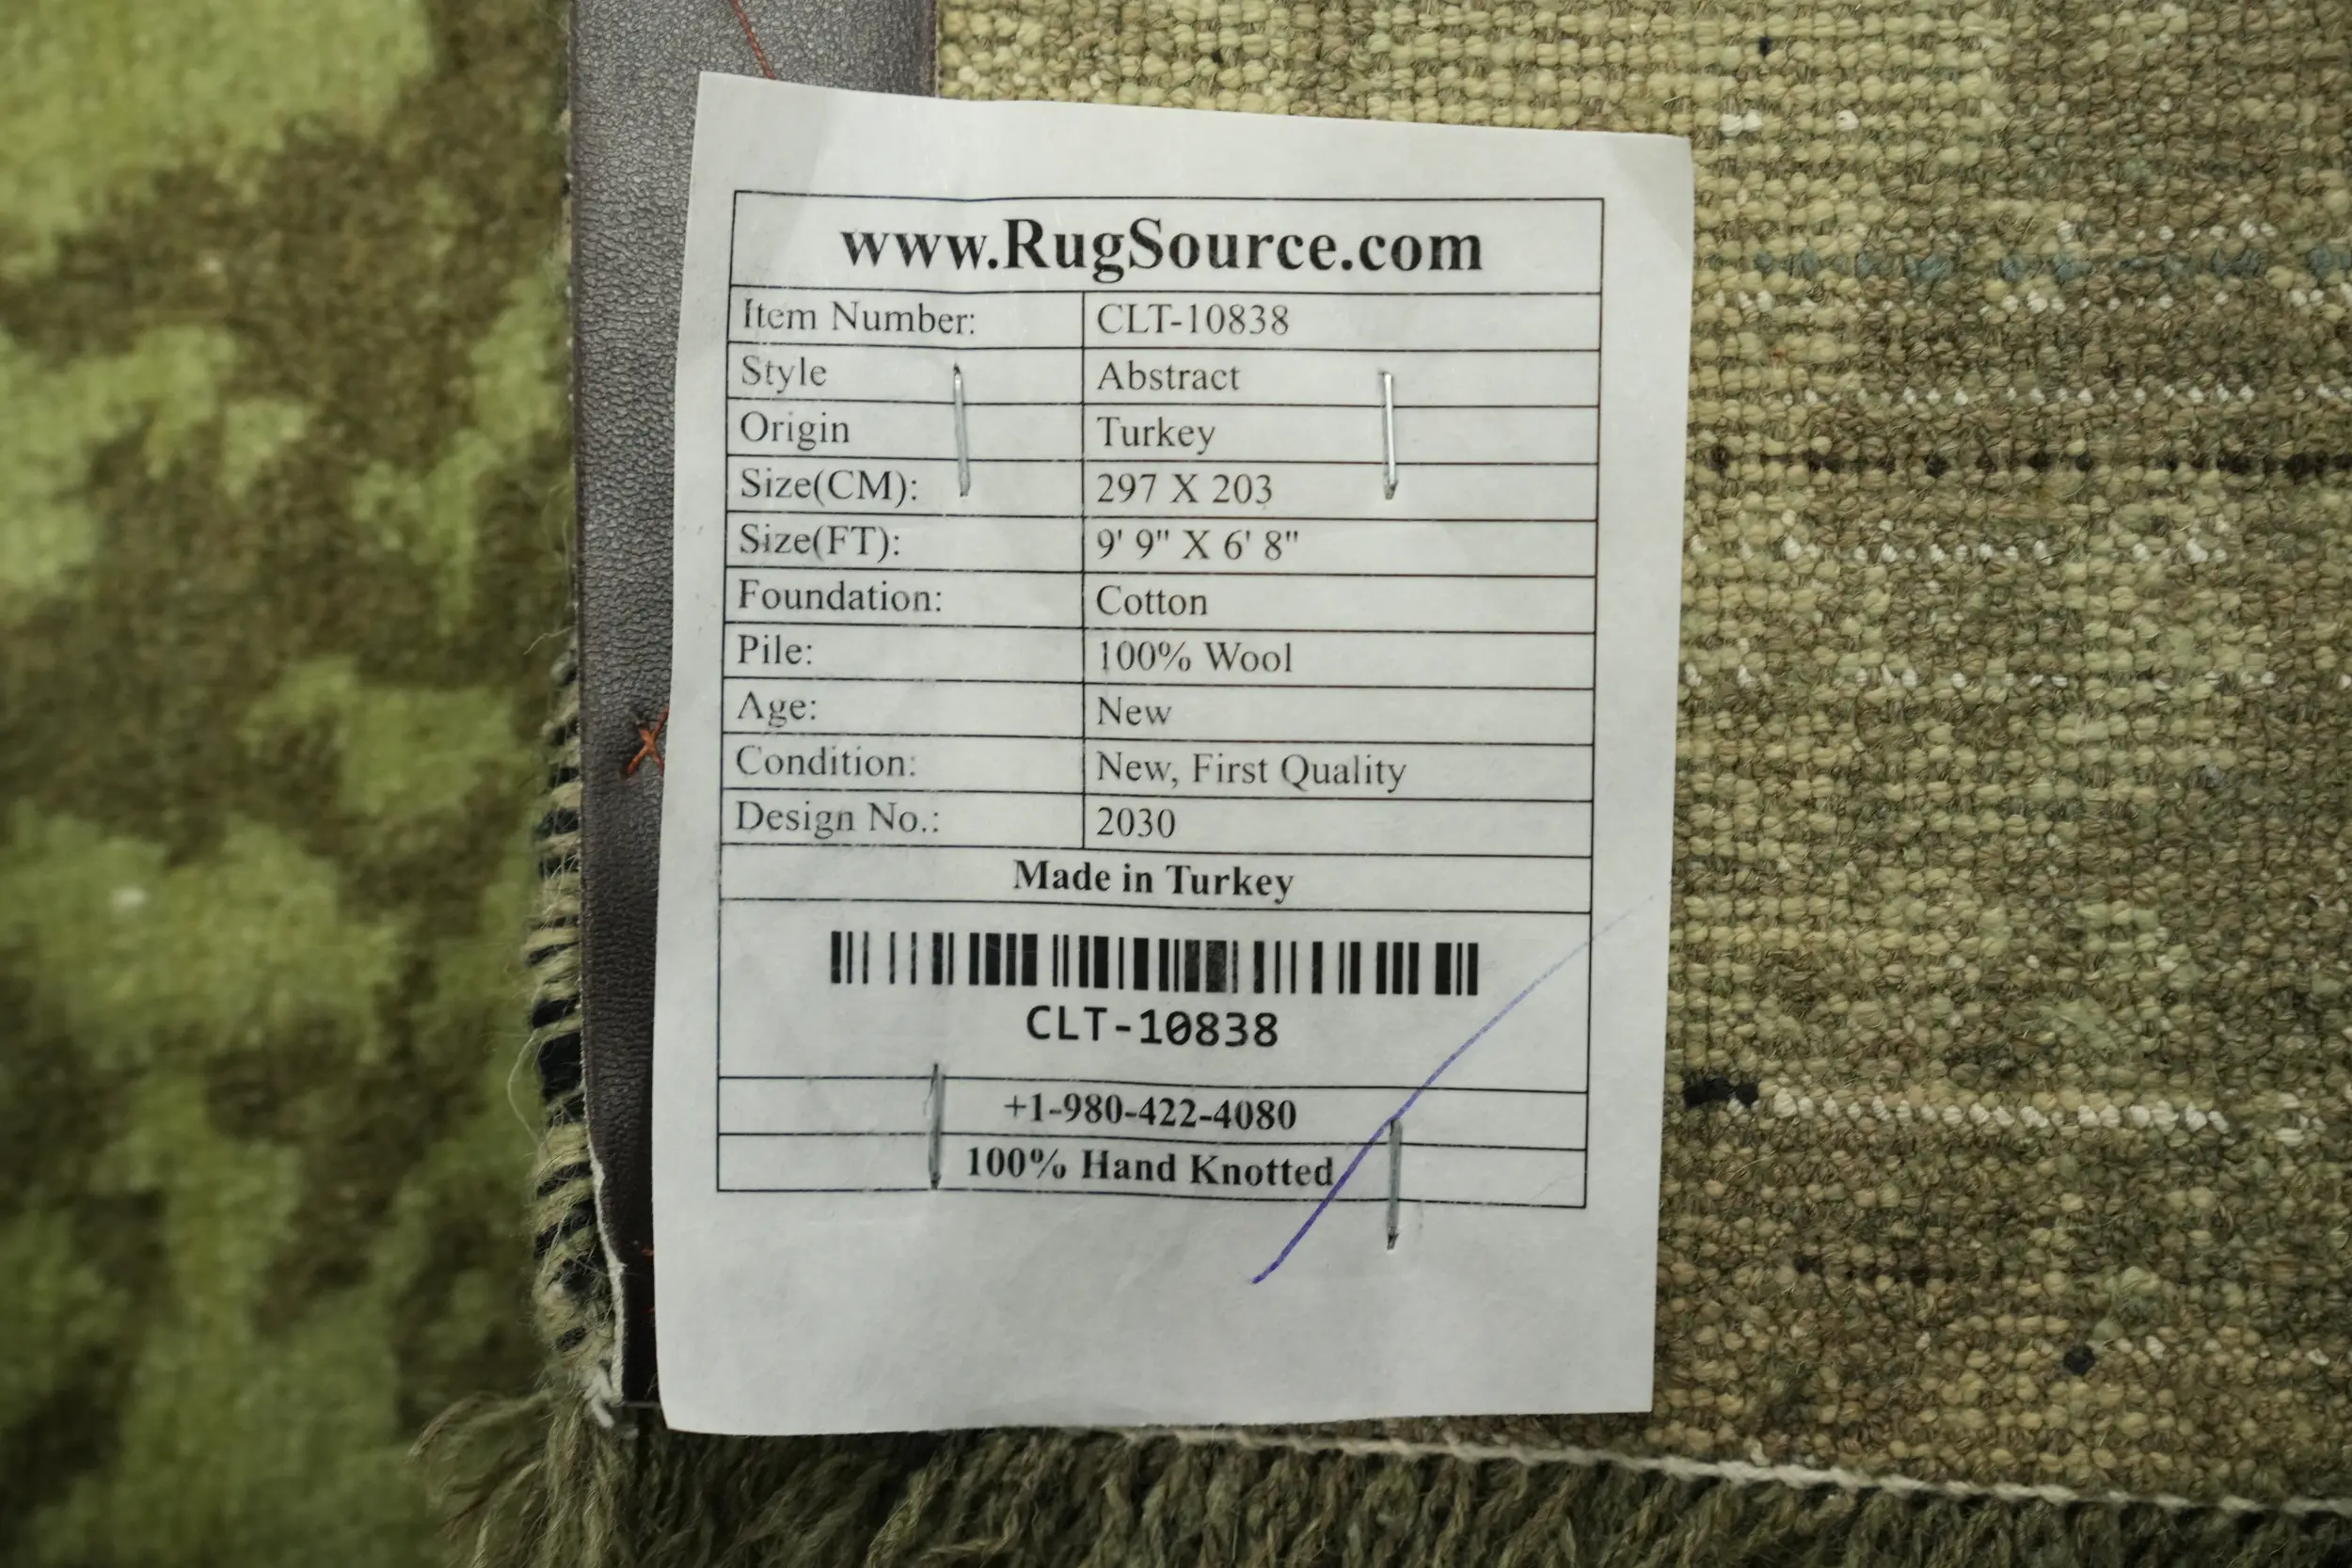 www.RugSource.com
Item Number: CLT-10838
Style Abstract
Origin Turkey
Size(CM): 297 X 203
Size(FT): 9' 9" X 6' 8"
Foundation: Cotton
Pile: 100% Wool
Age: New
Condition: New, First Quality
Design No.: 2030
Made in Turkey
CLT-10838
+1-980-422-4080
100% Hand Knotted